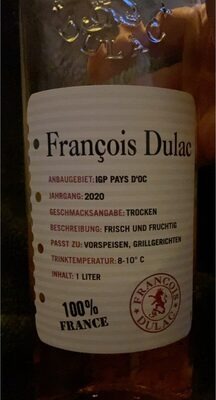 François Dulac
ANBAUGEBIET: IGP PAYS D'OC
JAHRGANG: 2020
GESCHMACKSANGABE: TROCKEN
BESCHREIBUNG: FRISCH UND FRUCHTIG
PASST ZU: VORSPEISEN, GRILLGERICHTEN
TRINKTEMPERATUR: 8-10° C
INHALT: 1 LITER
100%
FRANCE
FRANÇOIS
DULAC